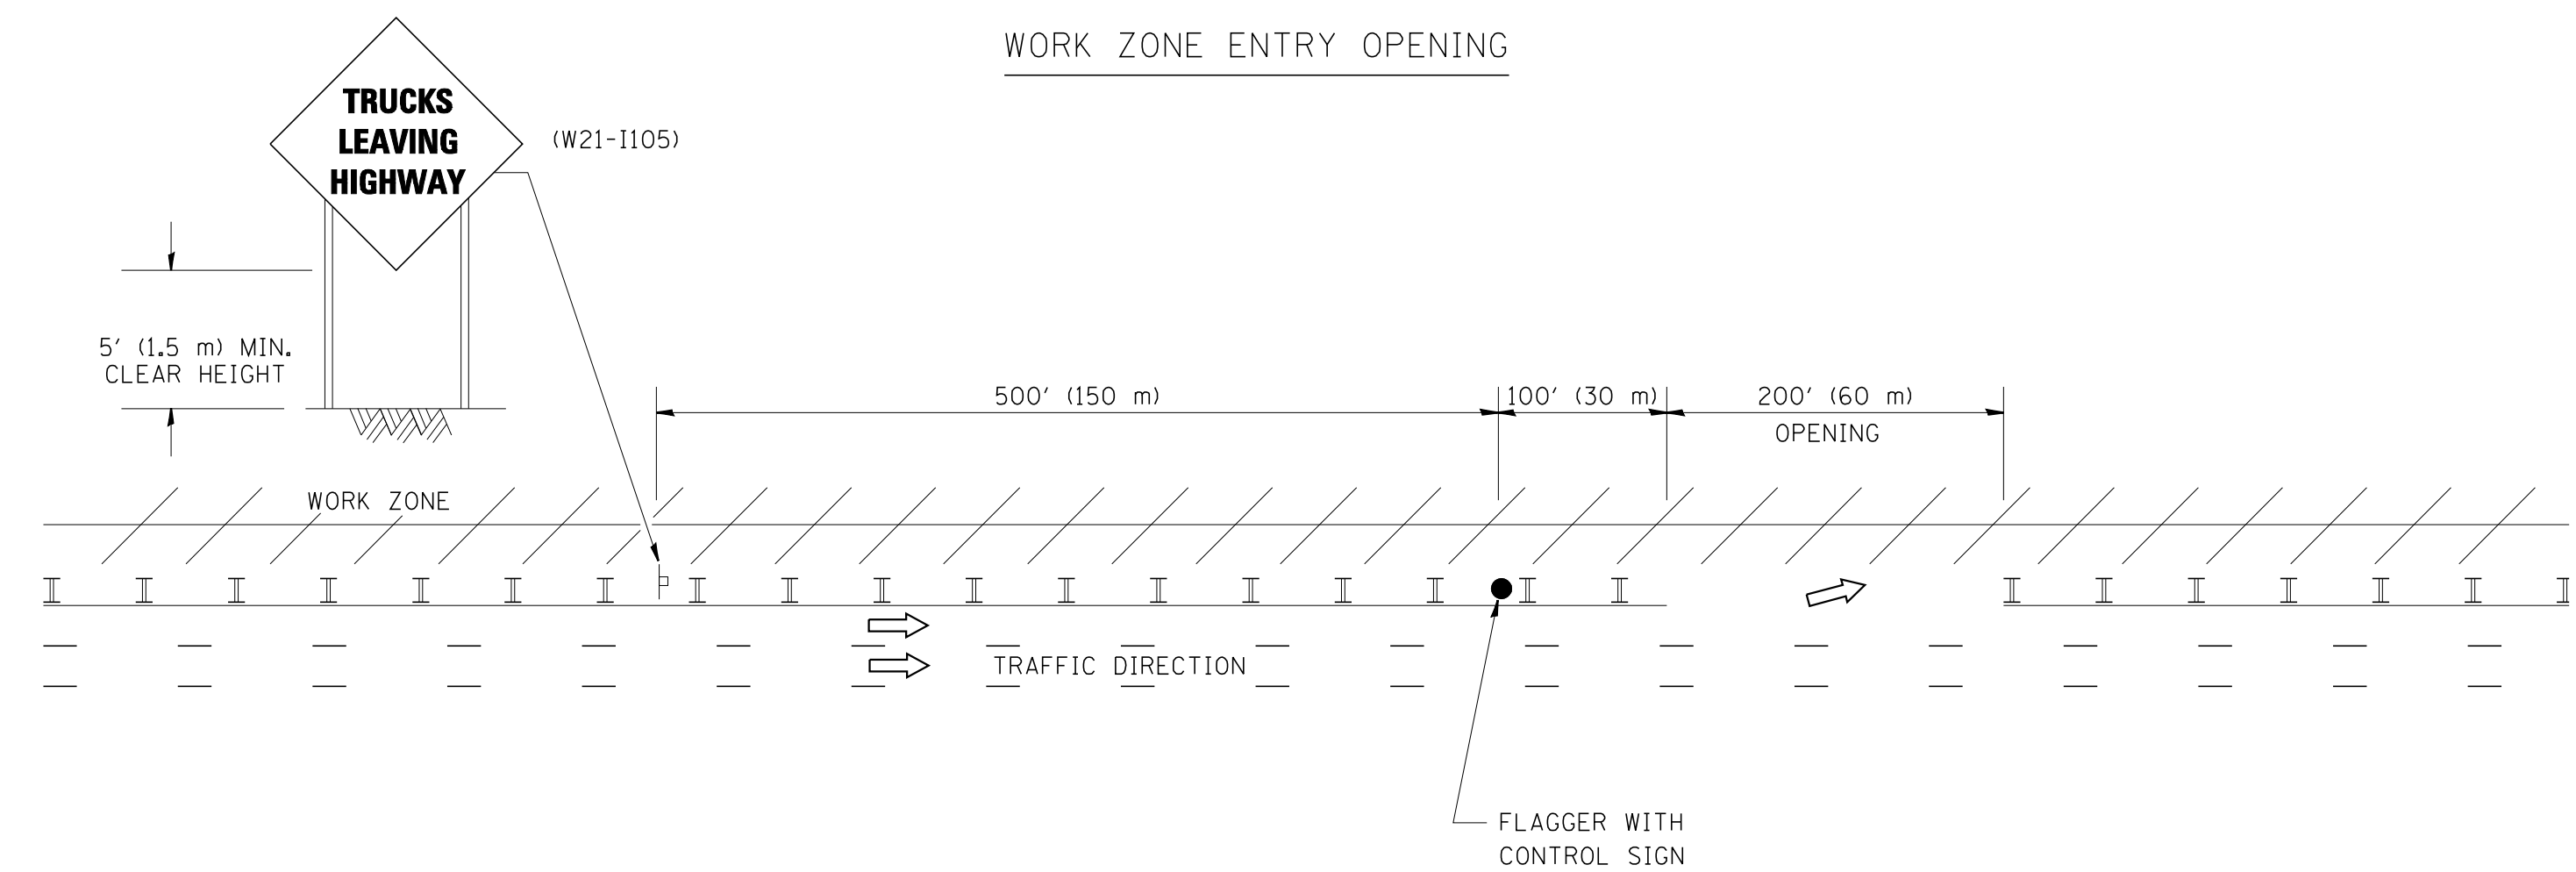 WORK ZONE ENTRY OPENING
TRUCKS
LEAVING
HIGHWAY
(W21-I105)
5' (1.5 m) MIN.
CLEAR HEIGHT
500' (150 m)
100' (30 m)
200' (60 m)
OPENING
WORK ZONE
TRAFFIC DIRECTION
FLAGGER WITH
CONTROL SIGN